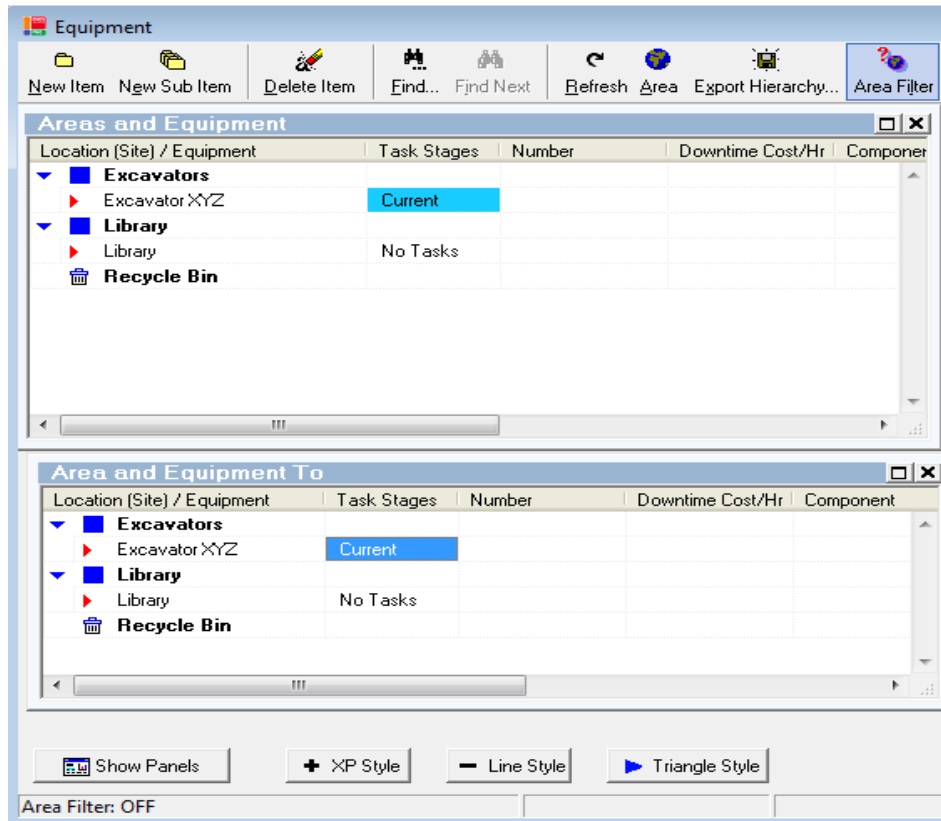 Equipment
New Item New Sub Item Delete Item Find... Find Next Refresh Area Export Hierarchy... Area Filter
Areas and Equipment
Location (Site) / Equipment Task Stages Number Downtime Cost/Hr Componer
Excavators
Excavator XYZ Current
Library
Library No Tasks
Recycle Bin
Area and Equipment To
Location (Site) / Equipment Task Stages Number Downtime Cost/Hr Component
Excavators
Excavator XYZ Current
Library
Library No Tasks
Recycle Bin
Show Panels XP Style Line Style Triangle Style
Area Filter: OFF